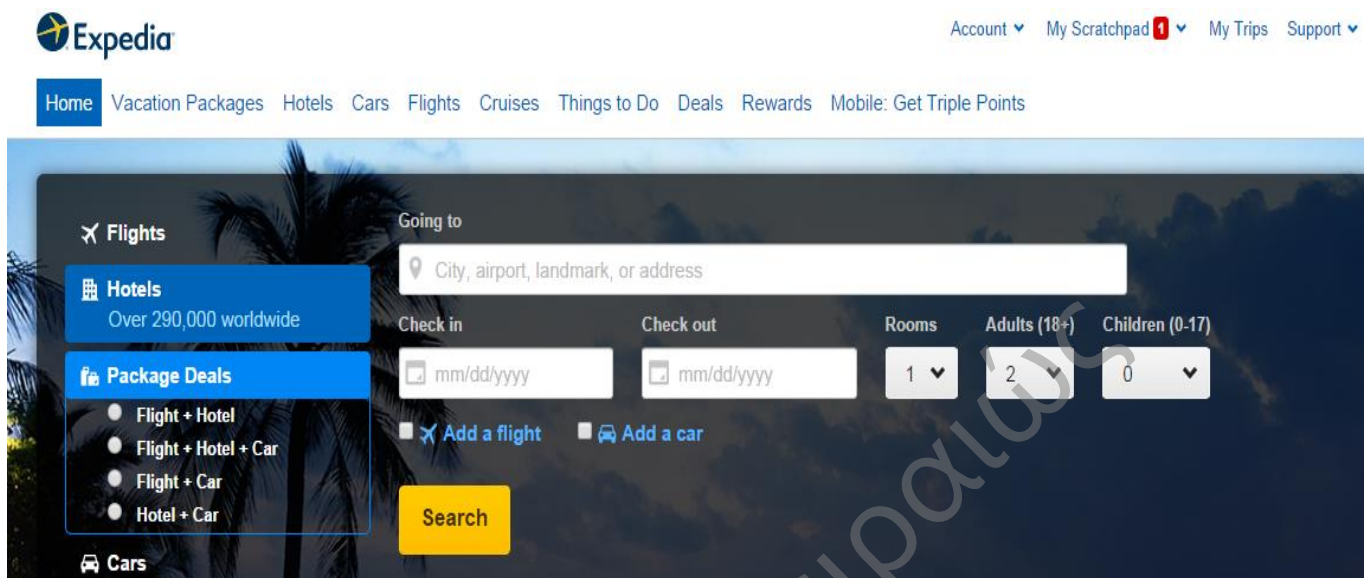 Expedia
Account My Scratchpad 1 My Trips Support
Home Vacation Packages Hotels Cars Flights Cruises Things to Do Deals Rewards Mobile: Get Triple Points
Flights
Hotels
Over 290,000 worldwide
Package Deals
Flight + Hotel
Flight + Hotel + Car
Flight + Car
Hotel + Car
Cars
Going to
City, airport, landmark, or address
Check in Check out Rooms Adults (18+) Children (0-17)
mm/dd/yyyy mm/dd/yyyy 1 2 0
Add a flight Add a car
Search